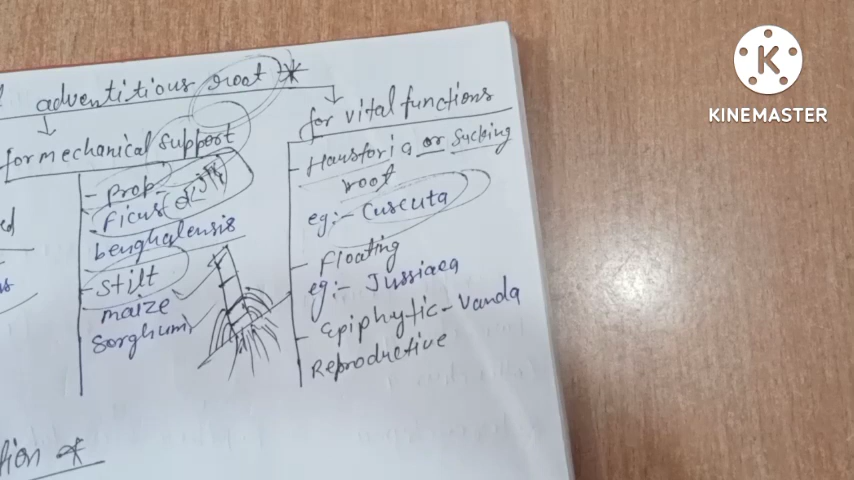 adventitious root *
for mechanical support
for vital functions
- Prop-
Ficus
benghalensis
- Stilt
maize
Sorghum
- Haustoria or Sucking
root
eg:- Cuscuta
- Floating
eg:- Jussiaea
- Epiphytic - Vanda
Reproductive
tion *
K
KINEMASTER